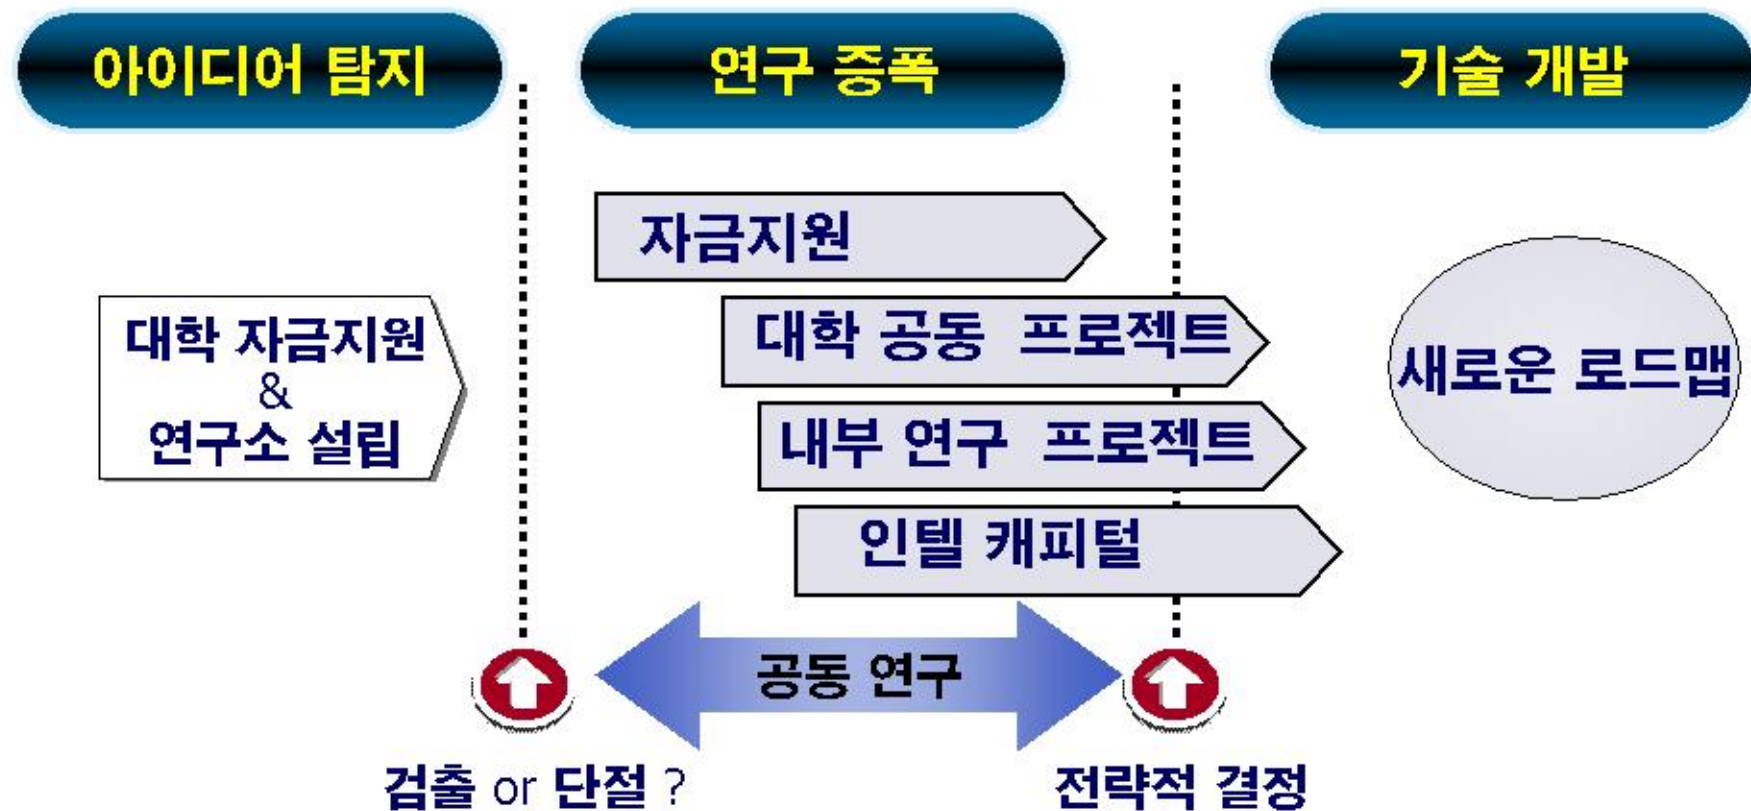 아이디어 탐지
연구 증폭
기술 개발
대학 자금지원
&
연구소 설립
자금지원
대학 공동 프로젝트
내부 연구 프로젝트
인텔 캐피털
새로운 로드맵
공동 연구
검출 or 단절 ?
전략적 결정